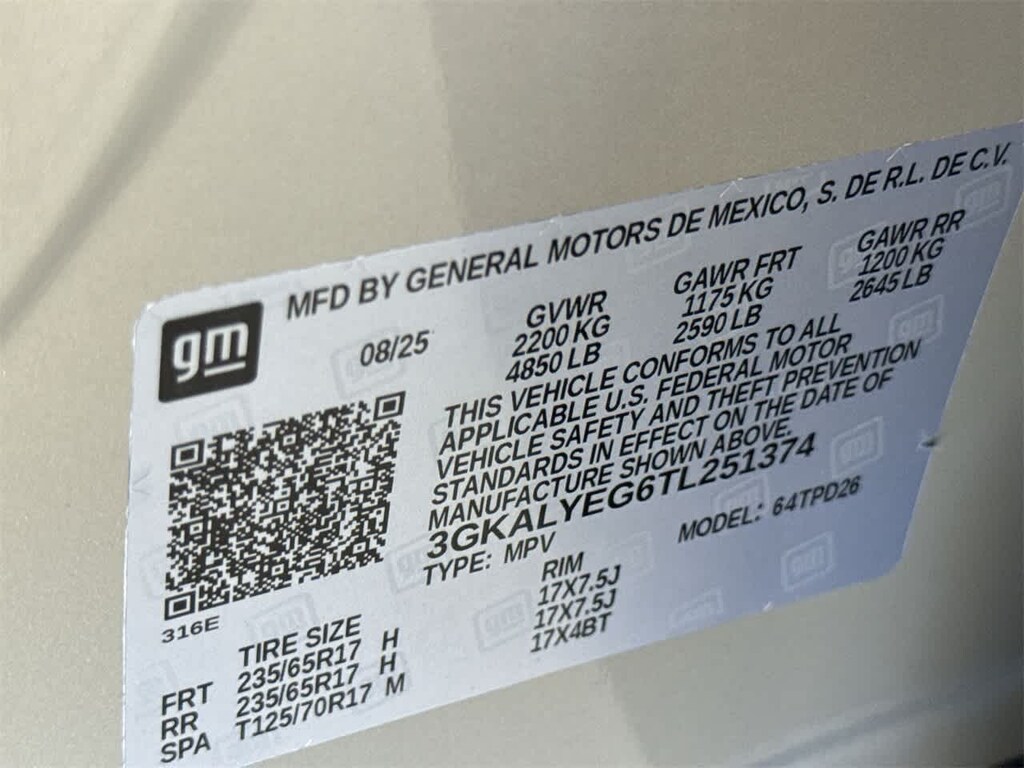 MFD BY GENERAL MOTORS DE MEXICO, S. DE R.L. DE C.V.
gm
08/25
GVWR GAWR FRT GAWR RR
2200 KG 1175 KG 1200 KG
4850 LB 2590 LB 2645 LB
THIS VEHICLE CONFORMS TO ALL
APPLICABLE U.S. FEDERAL MOTOR
VEHICLE SAFETY AND THEFT PREVENTION
STANDARDS IN EFFECT ON THE DATE OF
MANUFACTURE SHOWN ABOVE.
3GKALYEG6TL251374
TYPE: MPV MODEL: 64TPD26
316E
TIRE SIZE RIM
FRT 235/65R17 H 17X7.5J
RR 235/65R17 H 17X7.5J
SPA T125/70R17 M 17X4BT